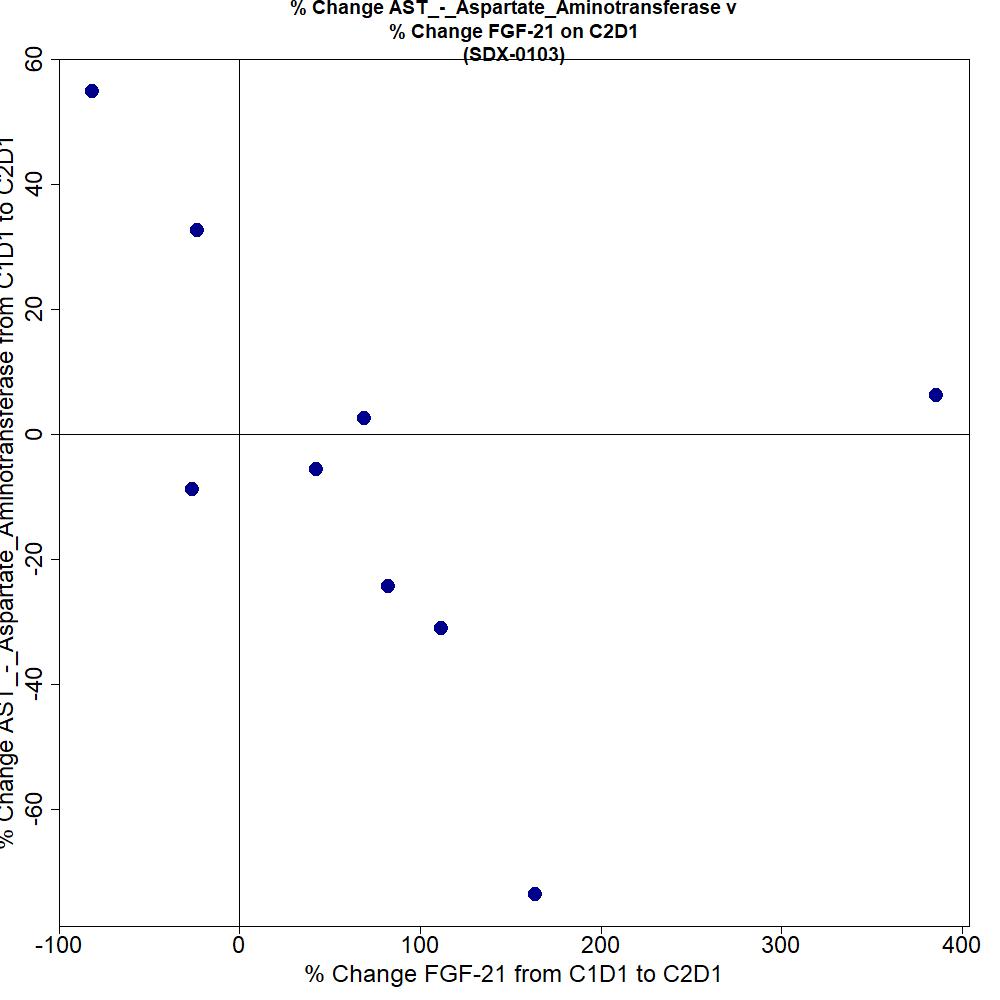 % Change AST_-_Aspartate_Aminotransferase v
% Change FGF-21 on C2D1
(SDX-0103)
% Change AST_-_Aspartate_Aminotransferase from C1D1 to C2D1
60
40
20
0
-20
-40
-60
-100
0
100
200
300
400
% Change FGF-21 from C1D1 to C2D1